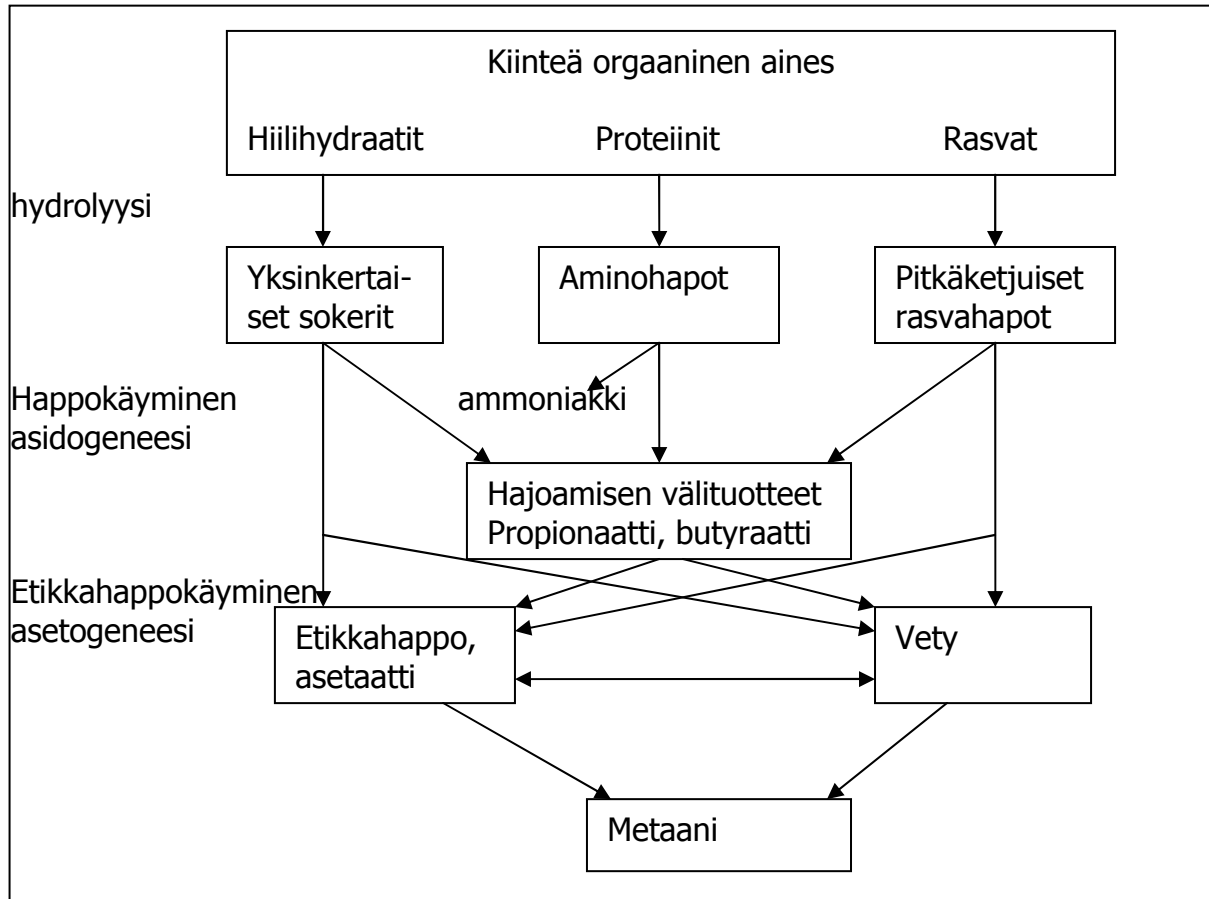 Kiinteä orgaaninen aines
Hiilihydraatit Proteiinit Rasvat
hydrolyysi
Yksinkertai-
set sokerit
Aminohapot
Pitkäketjuiset
rasvahapot
Happokäyminen
asidogeneesi
ammoniakki
Hajoamisen välituotteet
Propionaatti, butyraatti
Etikkahappokäyminen
asetogeneesi
Etikkahappo,
asetaatti
Vety
Metaani